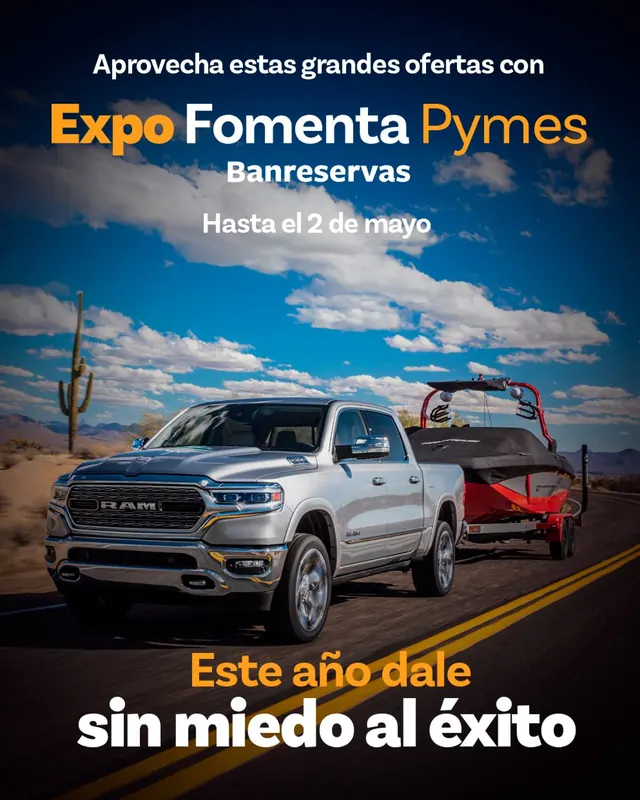 Aprovecha estas grandes ofertas con
Expo Fomenta Pymes
Banreservas
Hasta el 2 de mayo
RAM
Este año dale
sin miedo al éxito